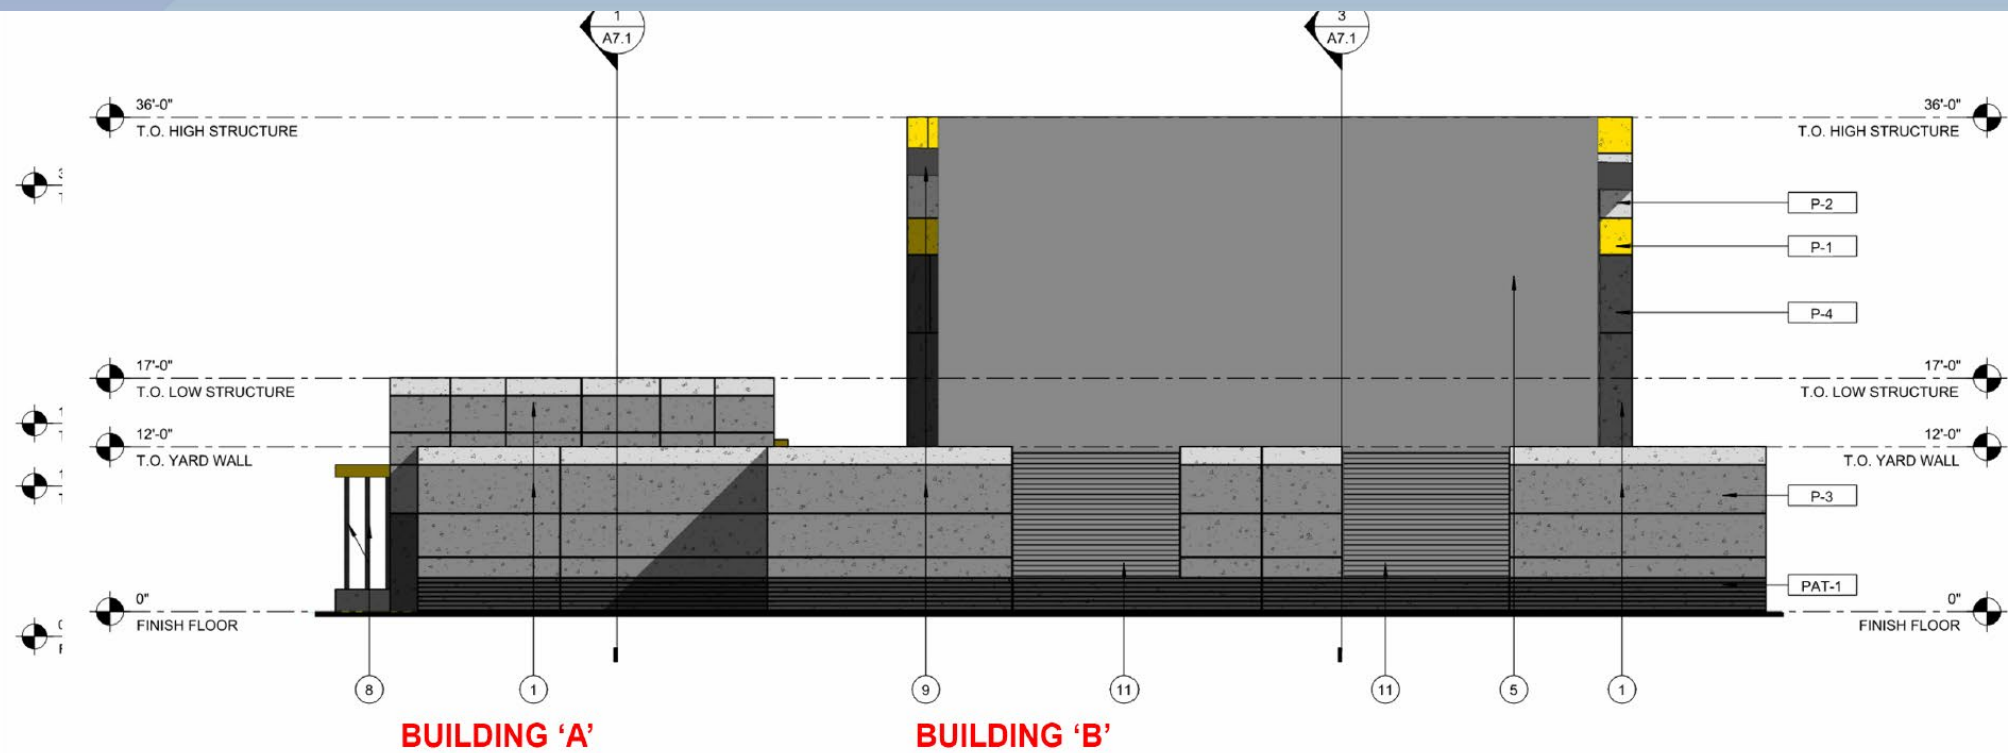 1
A7.1
3
A7.1
36'-0"
T.O. HIGH STRUCTURE
36'-0"
T.O. HIGH STRUCTURE
P-2
P-1
P-4
17'-0"
T.O. LOW STRUCTURE
17'-0"
T.O. LOW STRUCTURE
12'-0"
T.O. YARD WALL
12'-0"
T.O. YARD WALL
P-3
PAT-1
0"
FINISH FLOOR
0"
FINISH FLOOR
8
1
9
11
11
5
1
BUILDING ‘A’
BUILDING ‘B’